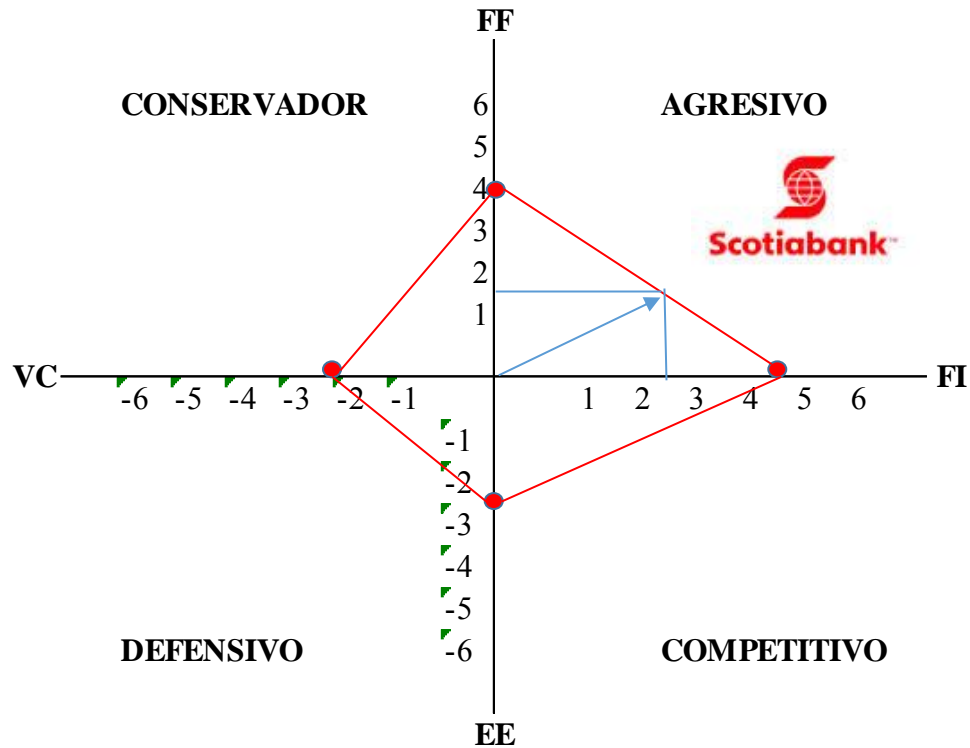 FF
CONSERVADOR
AGRESIVO
6
5
4
3
2
1
Scotiabank™
VC
FI
-6 -5 -4 -3 -2 -1
1 2 3 4 5 6
-1
-2
-3
-4
-5
-6
DEFENSIVO
COMPETITIVO
EE